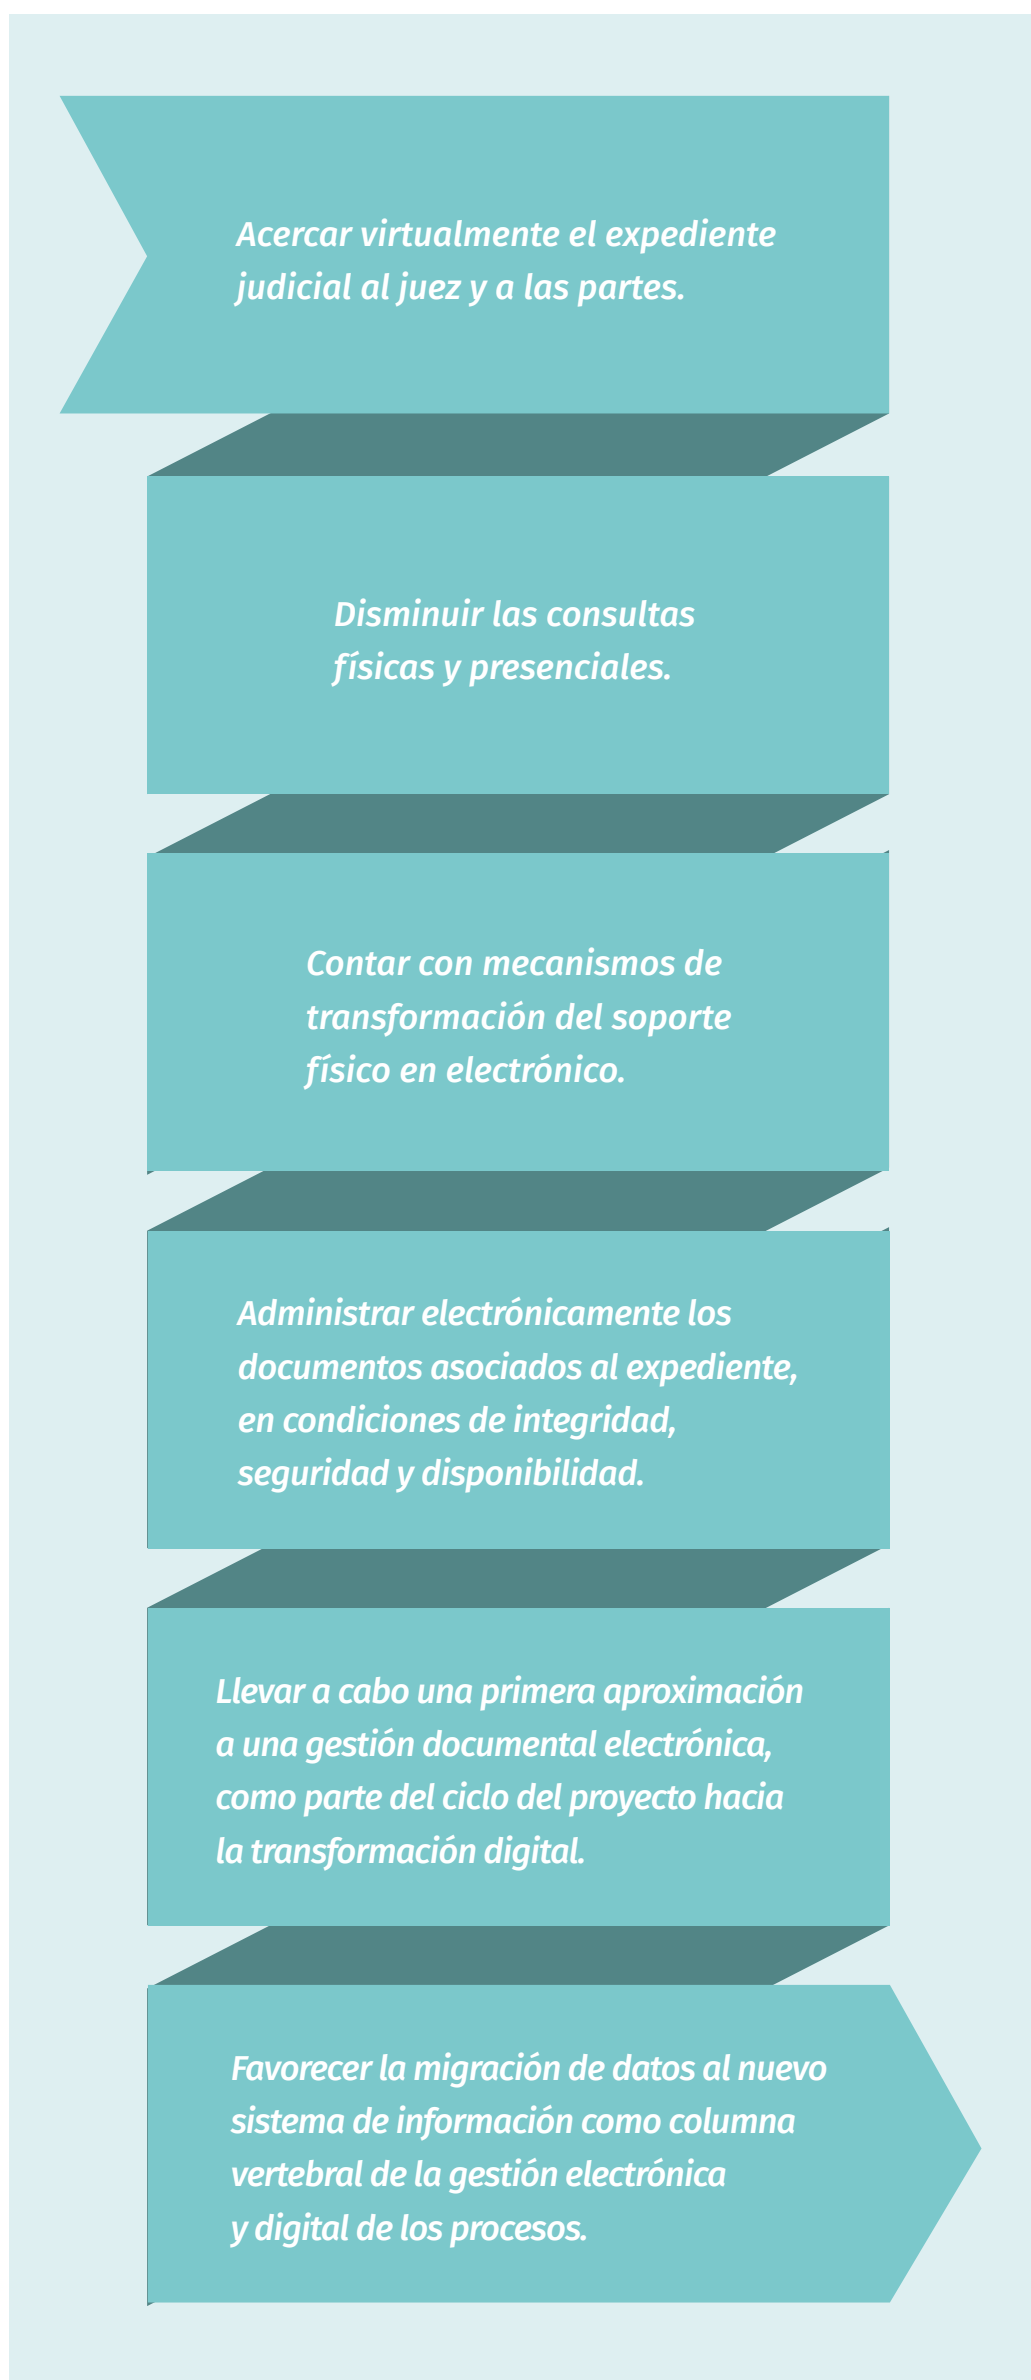 Acercar virtualmente el expediente
judicial al juez y a las partes.
Disminuir las consultas
físicas y presenciales.
Contar con mecanismos de
transformación del soporte
físico en electrónico.
Administrar electrónicamente los
documentos asociados al expediente,
en condiciones de integridad,
seguridad y disponibilidad.
Llevar a cabo una primera aproximación
a una gestión documental electrónica,
como parte del ciclo del proyecto hacia
la transformación digital.
Favorecer la migración de datos al nuevo
sistema de información como columna
vertebral de la gestión electrónica
y digital de los procesos.